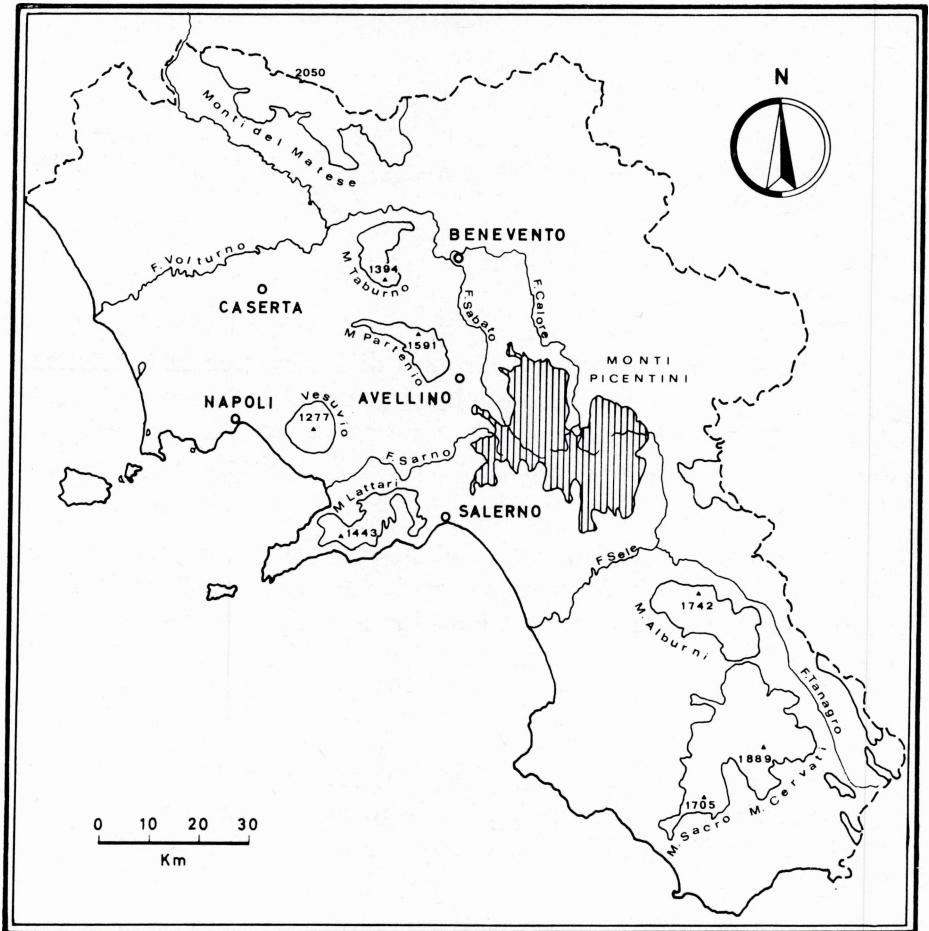 2050
N
Monti del Matese
BENEVENTO
F. Volturno
1394
M. Taburno
F. Sabato
F. Calore
CASERTA
M. Partenio
1591
MONTI
PICENTINI
AVELLINO
NAPOLI
Vesuvio
1277
F. Sarno
M. Lattari
1443
SALERNO
F. Sele
1742
M. Alburni
F. Tanagro
1889
1705
M. Sacro
M. Cervati
0 10 20 30
Km